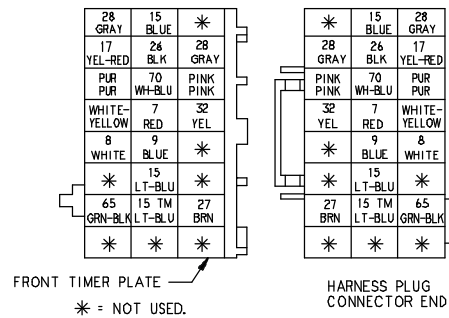 28 15 ✳ ✳ 15 28
GRAY BLUE BLUE GRAY
17 26 28 28 26 17
YEL-RED BLK GRAY GRAY BLK YEL-RED
PUR 70 PINK PINK 70 PUR
PUR WH-BLU PINK PINK WH-BLU PUR
WHITE- 7 32 32 7 WHITE-
YELLOW RED YEL YEL RED YELLOW
8 9 ✳ ✳ 9 8
WHITE BLUE BLUE WHITE
✳ 15 ✳ ✳ 15 ✳
LT-BLU LT-BLU
65 15 TM 27 27 15 TM 65
GRN-BLK LT-BLU BRN BRN LT-BLU GRN-BLK
✳ ✳ ✳ ✳ ✳ ✳
FRONT TIMER PLATE
✳ = NOT USED.
HARNESS PLUG
CONNECTOR END